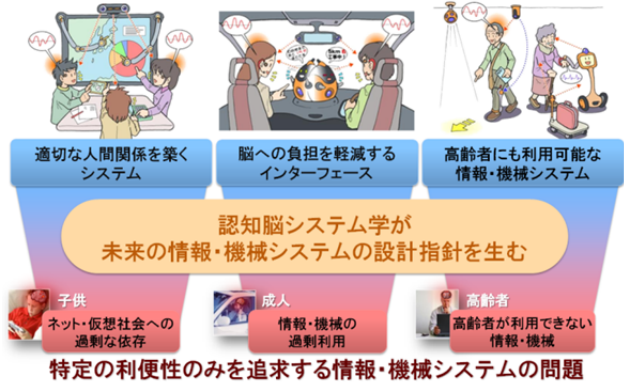 適切な人間関係を築く
システム
脳への負担を軽減する
インターフェース
高齢者にも利用可能な
情報・機械システム
認知脳システム学が
未来の情報・機械システムの設計指針を生む
子供
ネット・仮想社会への
過剰な依存
成人
情報・機械の
過剰利用
高齢者
高齢者が利用できない
情報・機械
特定の利便性のみを追求する情報・機械システムの問題